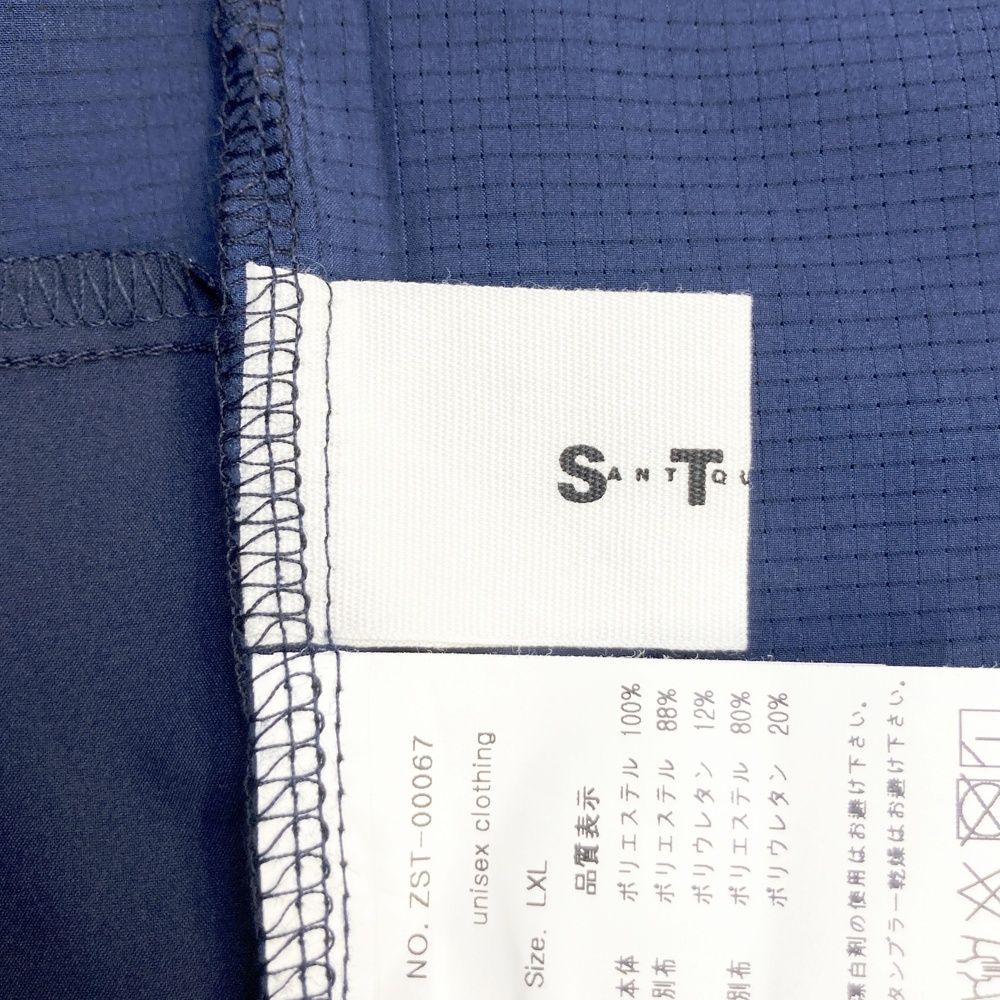 SANTTQU
NO. ZST-00067
unisex clothing
Size. LXL
品質表示
本体 ポリエステル 100%
別布 ポリエステル 88%
ポリウレタン 12%
別布 ポリエステル 80%
ポリウレタン 20%
漂白剤の使用はお避け下さい。
タンブラー乾燥はお避け下さい。